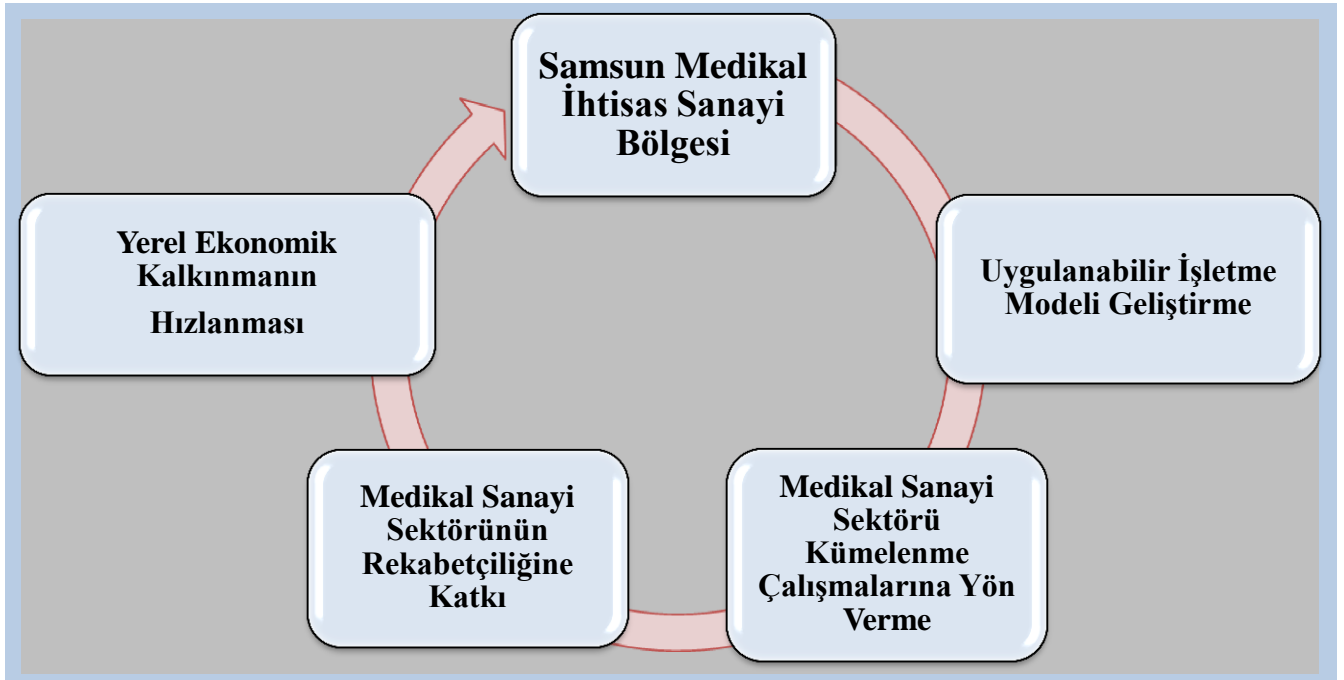 Samsun Medikal
İhtisas Sanayi
Bölgesi
Uygulanabilir İşletme
Modeli Geliştirme
Medikal Sanayi
Sektörü
Kümelenme
Çalışmalarına Yön
Verme
Medikal Sanayi
Sektörünün
Rekabetçiliğine
Katkı
Yerel Ekonomik
Kalkınmanın
Hızlanması